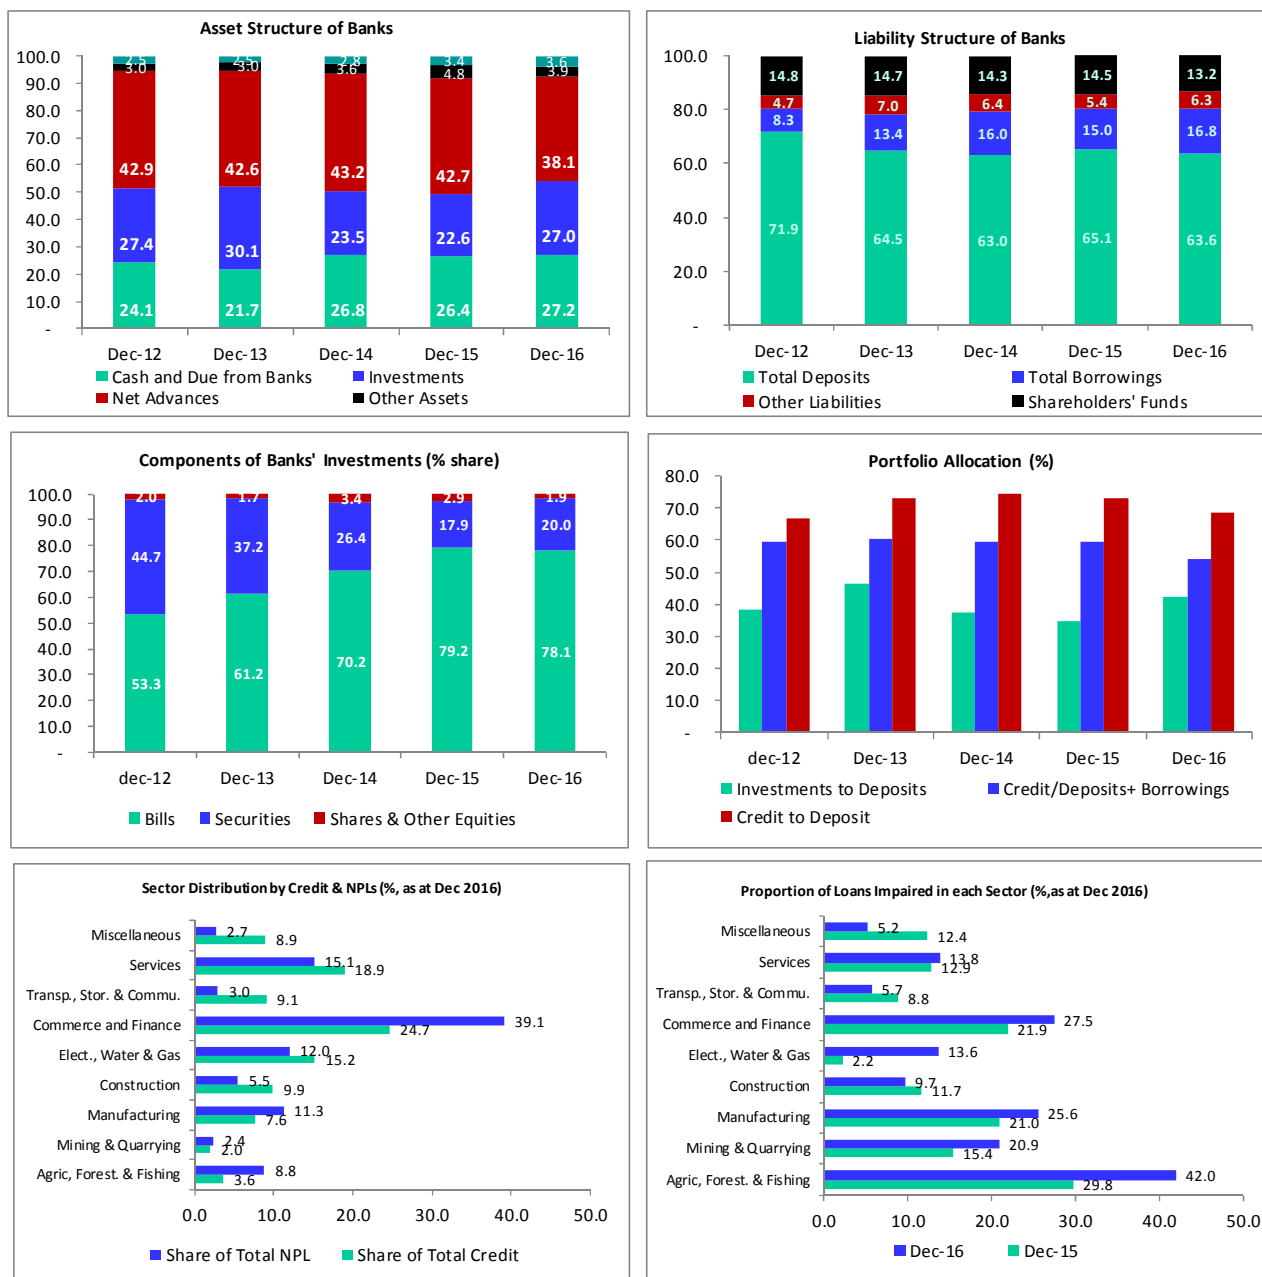 Asset Structure of Banks
100.0
90.0
80.0
70.0
60.0
50.0
40.0
30.0
20.0
10.0
-
2.5 2.5 2.8 3.4 3.6
3.0 3.0 3.6 4.8 3.9
42.9 42.6 43.2 42.7 38.1
27.4 30.1 23.5 22.6 27.0
24.1 21.7 26.8 26.4 27.2
Dec-12 Dec-13 Dec-14 Dec-15 Dec-16
Cash and Due from Banks Investments
Net Advances Other Assets
Liability Structure of Banks
100.0
80.0
60.0
40.0
20.0
-
14.8 14.7 14.3 14.5 13.2
4.7 7.0 6.4 5.4 6.3
8.3 13.4 16.0 15.0 16.8
71.9 64.5 63.0 65.1 63.6
Dec-12 Dec-13 Dec-14 Dec-15 Dec-16
Total Deposits Total Borrowings
Other Liabilities Shareholders' Funds
Components of Banks' Investments (% share)
100.0
90.0
80.0
70.0
60.0
50.0
40.0
30.0
20.0
10.0
-
2.0 1.7 3.4 2.9 1.9
44.7 37.2 26.4 17.9 20.0
53.3 61.2 70.2 79.2 78.1
dec-12 Dec-13 Dec-14 Dec-15 Dec-16
Bills Securities Shares & Other Equities
Portfolio Allocation (%)
80.0
70.0
60.0
50.0
40.0
30.0
20.0
10.0
-
dec-12 Dec-13 Dec-14 Dec-15 Dec-16
Investments to Deposits Credit/Deposits+ Borrowings
Credit to Deposit
Sector Distribution by Credit & NPLs (%, as at Dec 2016)
Miscellaneous 2.7 8.9
Services 15.1 18.9
Transp., Stor. & Commu. 3.0 9.1
Commerce and Finance 39.1 24.7
Elect., Water & Gas 12.0 15.2
Construction 5.5 9.9
Manufacturing 11.3 7.6
Mining & Quarrying 2.4 2.0
Agric, Forest. & Fishing 8.8 3.6
0.0 10.0 20.0 30.0 40.0 50.0
Share of Total NPL Share of Total Credit
Proportion of Loans Impaired in each Sector (%,as at Dec 2016)
Miscellaneous 5.2 12.4
Services 13.8 12.9
Transp., Stor. & Commu. 5.7 8.8
Commerce and Finance 27.5 21.9
Elect., Water & Gas 13.6 2.2
Construction 9.7 11.7
Manufacturing 25.6 21.0
Mining & Quarrying 20.9 15.4
Agric, Forest. & Fishing 42.0 29.8
0.0 10.0 20.0 30.0 40.0 50.0
Dec-16 Dec-15